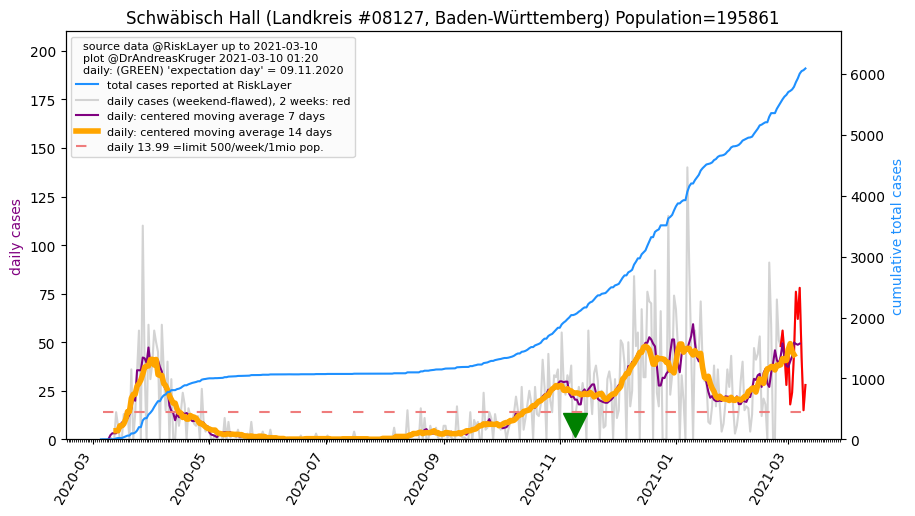 Schwäbisch Hall (Landkreis #08127, Baden-Württemberg) Population=195861
source data @RiskLayer up to 2021-03-10
plot @DrAndreasKruger 2021-03-10 01:20
daily: (GREEN) 'expectation day' = 09.11.2020
total cases reported at RiskLayer
daily cases (weekend-flawed), 2 weeks: red
daily: centered moving average 7 days
daily: centered moving average 14 days
daily 13.99 =limit 500/week/1mio pop.
daily cases
200
175
150
125
100
75
50
25
0
cumulative total cases
6000
5000
4000
3000
2000
1000
0
2020-03
2020-05
2020-07
2020-09
2020-11
2021-01
2021-03